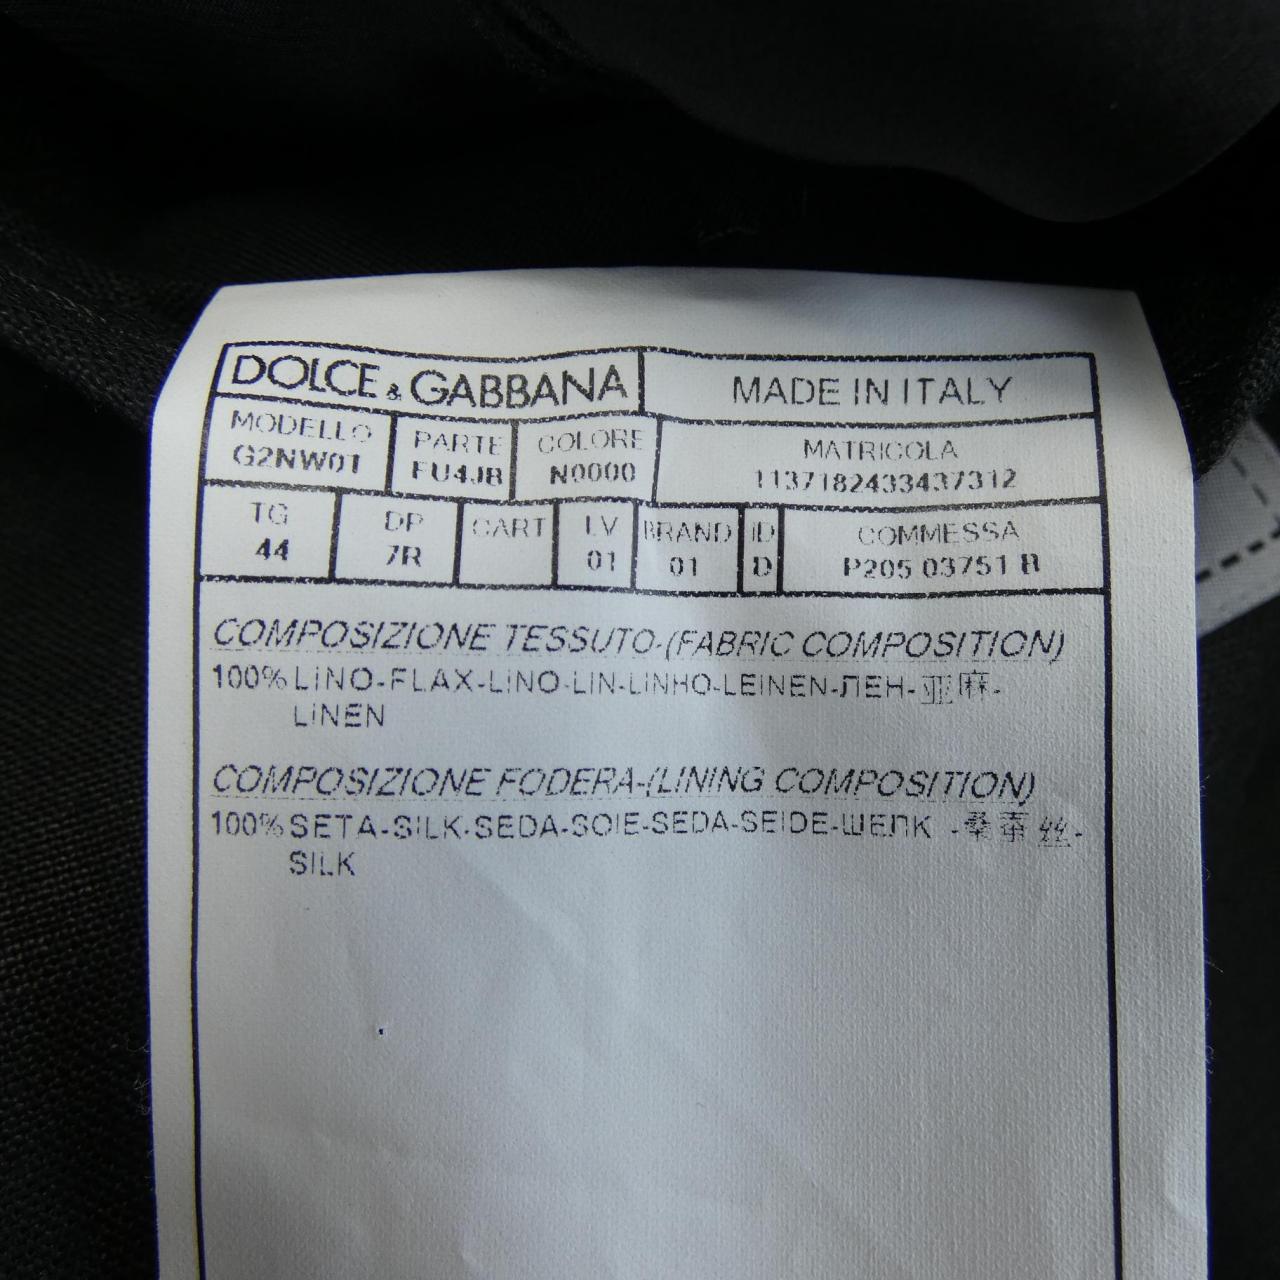 DOLCE & GABBANA MADE IN ITALY
MODELLO PARTE COLORE MATRICOLA
G2NW0T FU4JB N0000 1137182433437312
TG DP CART LV BRAND ID COMMESSA
44 7R 01 01 D P205 03751 B
COMPOSIZIONE TESSUTO-(FABRIC COMPOSITION)
100% LINO-FLAX-LINO-LIN-LINHO-LEINEN-ЛЕН-亚麻-
LINEN
COMPOSIZIONE FODERA-(LINING COMPOSITION)
100% SETA-SILK-SEDA-SOIE-SEDA-SEIDE-ШЕЛК -桑蚕丝-
SILK